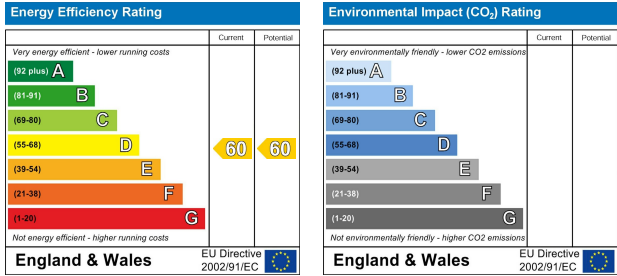 Energy Efficiency Rating
Current Potential
Very energy efficient - lower running costs
(92 plus) A
(81-91) B
(69-80) C
(55-68) D 60 60
(39-54) E
(21-38) F
(1-20) G
Not energy efficient - higher running costs
England & Wales
EU Directive
2002/91/EC
Environmental Impact (CO₂) Rating
Current Potential
Very environmentally friendly - lower CO2 emissions
(92 plus) A
(81-91) B
(69-80) C
(55-68) D
(39-54) E
(21-38) F
(1-20) G
Not environmentally friendly - higher CO2 emissions
England & Wales
EU Directive
2002/91/EC